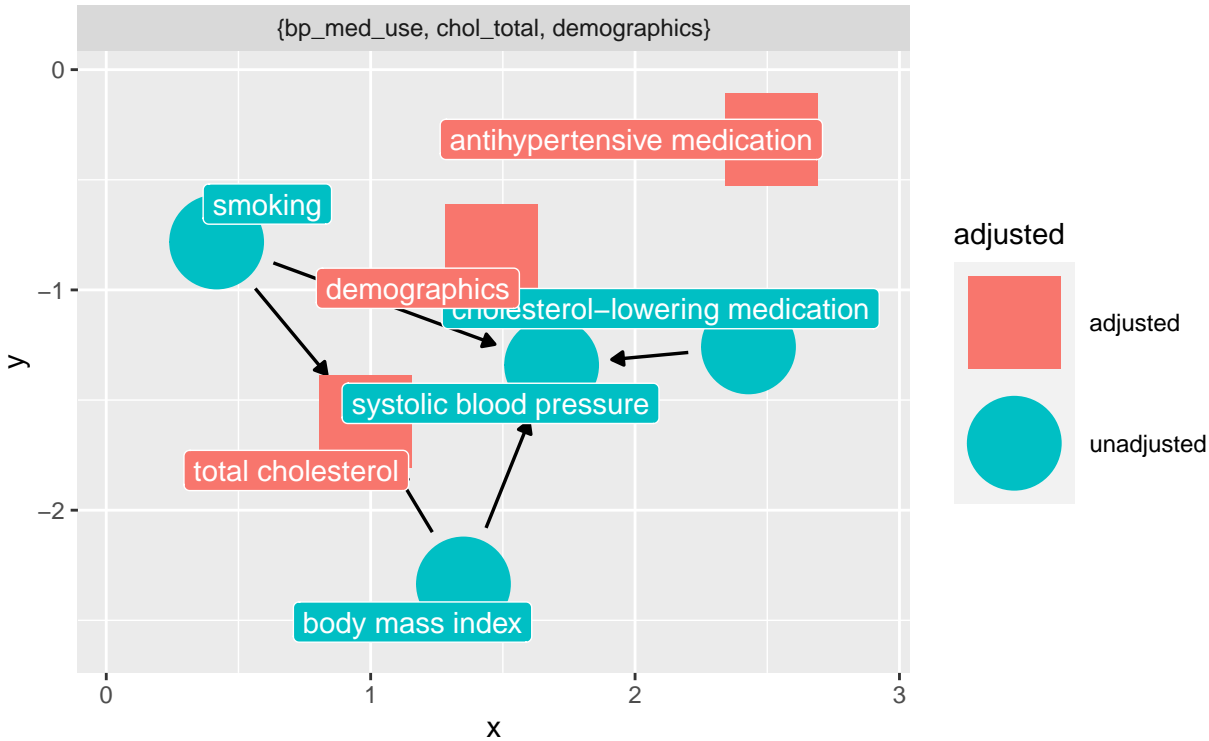 {bp_med_use, chol_total, demographics}
0
antihypertensive medication
smoking
adjusted
−1
demographics
cholesterol−lowering medication
adjusted
y
systolic blood pressure
unadjusted
total cholesterol
−2
body mass index
0
1
2
3
x